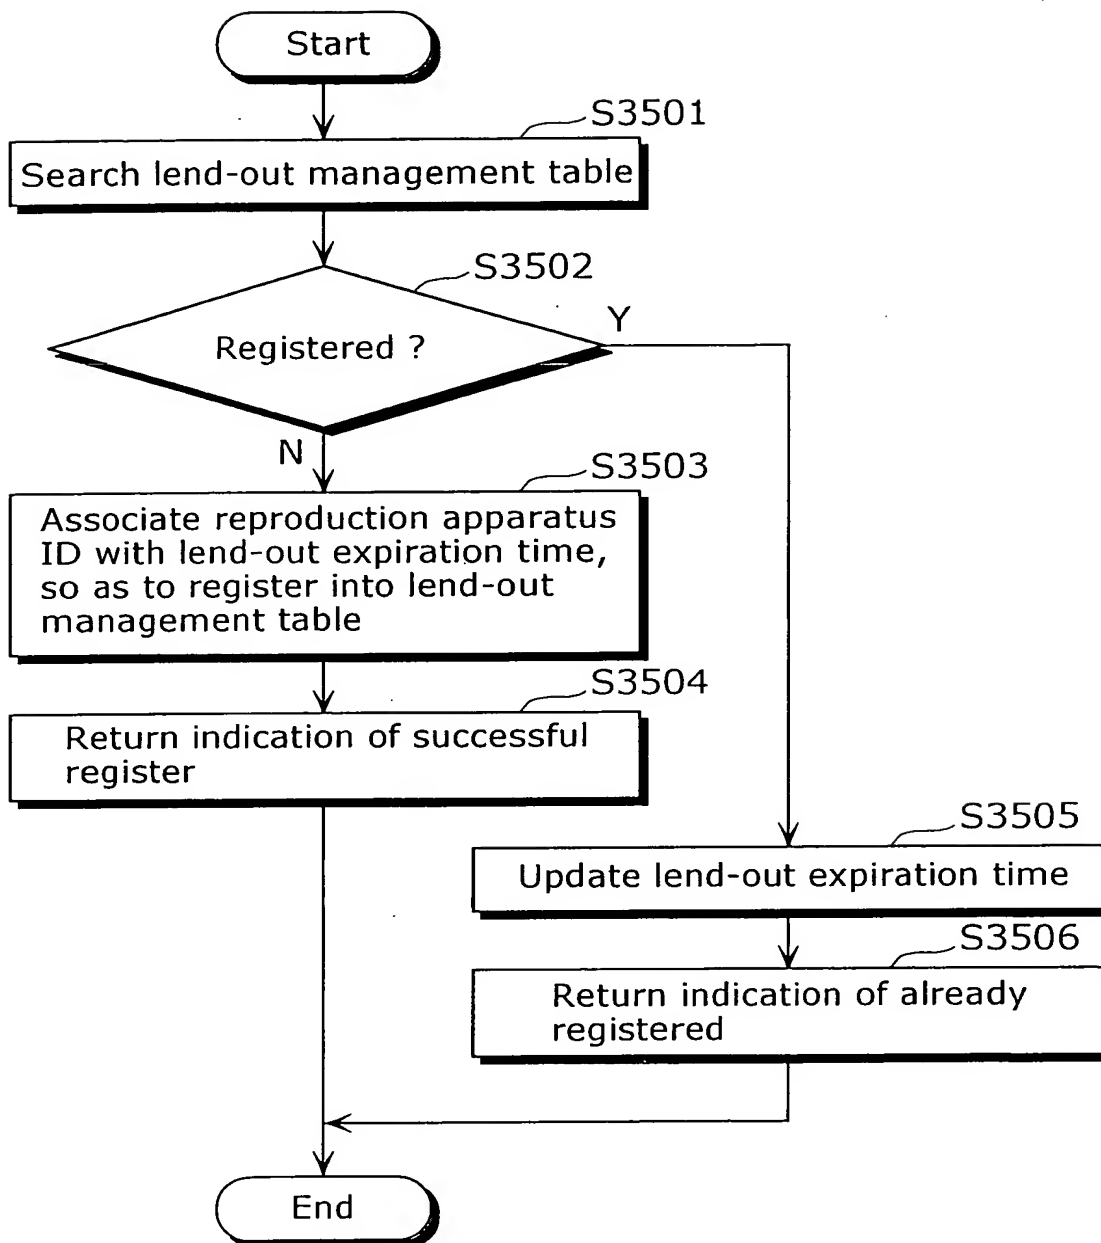 Start
S3501
Search lend-out management table
S3502
Registered ?
Y
N
S3503
Associate reproduction apparatus
ID with lend-out expiration time,
so as to register into lend-out
management table
S3504
Return indication of successful
register
S3505
Update lend-out expiration time
S3506
Return indication of already
registered
End